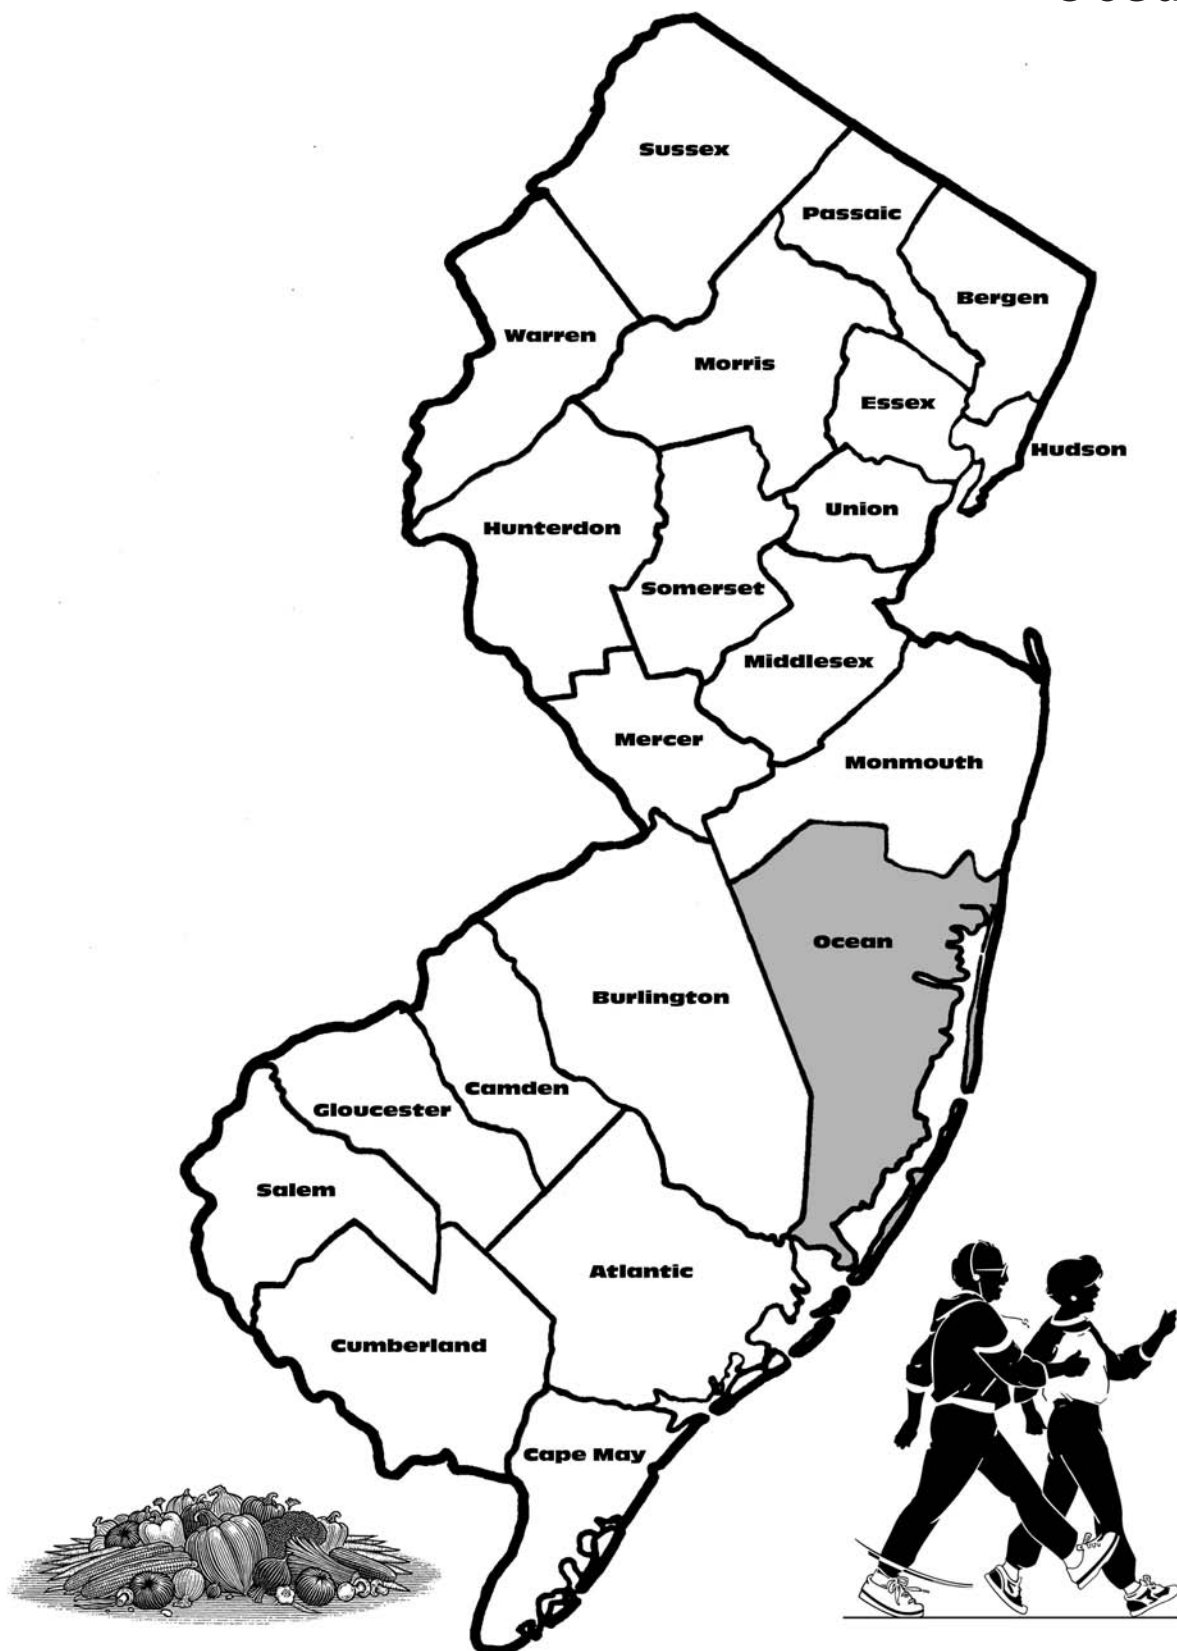 Sussex
Passaic
Bergen
Warren
Morris
Essex
Hudson
Union
Hunterdon
Somerset
Middlesex
Mercer
Monmouth
Ocean
Burlington
Camden
Gloucester
Salem
Atlantic
Cumberland
Cape May